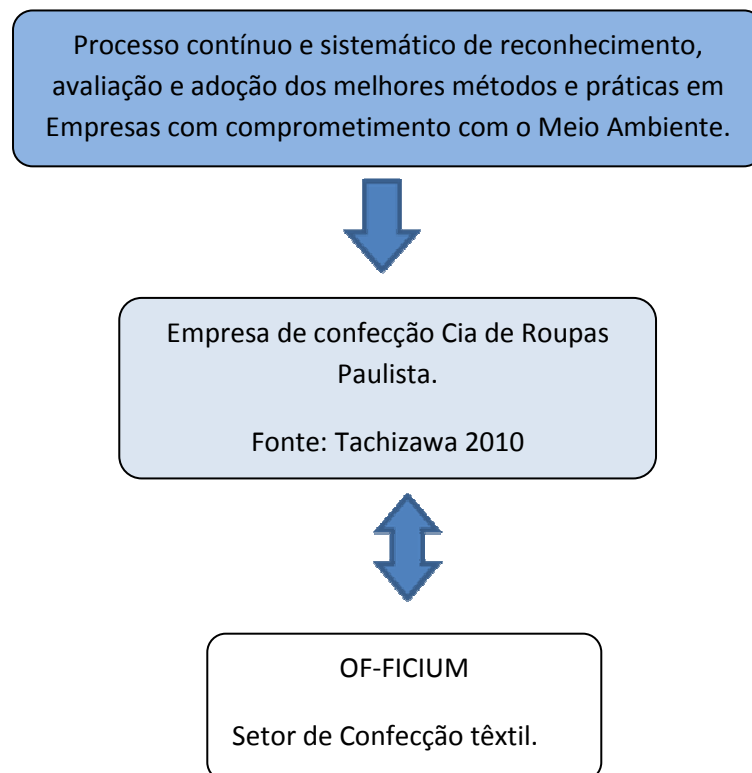 Processo contínuo e sistemático de reconhecimento,
avaliação e adoção dos melhores métodos e práticas em
Empresas com comprometimento com o Meio Ambiente.
Empresa de confecção Cia de Roupas
Paulista.
Fonte: Tachizawa 2010
OF-FICIUM
Setor de Confecção têxtil.